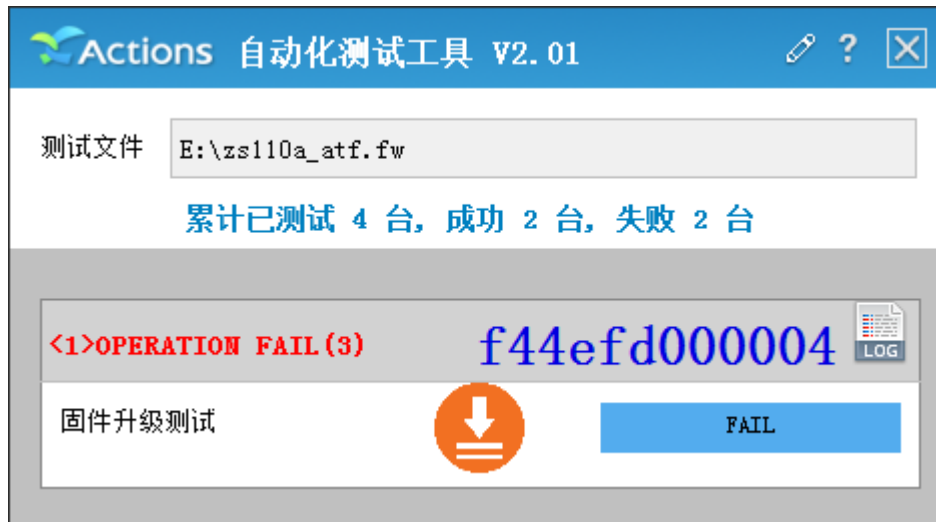 Actions 自动化测试工具 V2.01 ?
测试文件 E:\zs110a_atf.fw
累计已测试 4 台, 成功 2 台, 失败 2 台
<1>OPERATION FAIL(3) f44efd000004 LOG
固件升级测试 FAIL